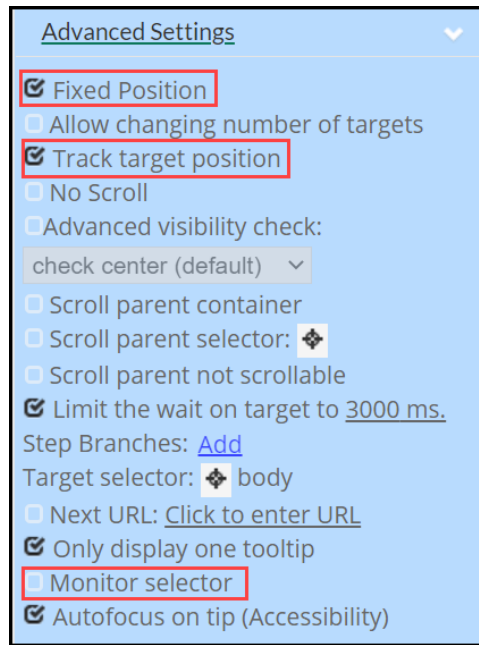 Advanced Settings
Fixed Position
Allow changing number of targets
Track target position
No Scroll
Advanced visibility check:
check center (default)
Scroll parent container
Scroll parent selector:
Scroll parent not scrollable
Limit the wait on target to 3000 ms.
Step Branches: Add
Target selector: body
Next URL: Click to enter URL
Only display one tooltip
Monitor selector
Autofocus on tip (Accessibility)